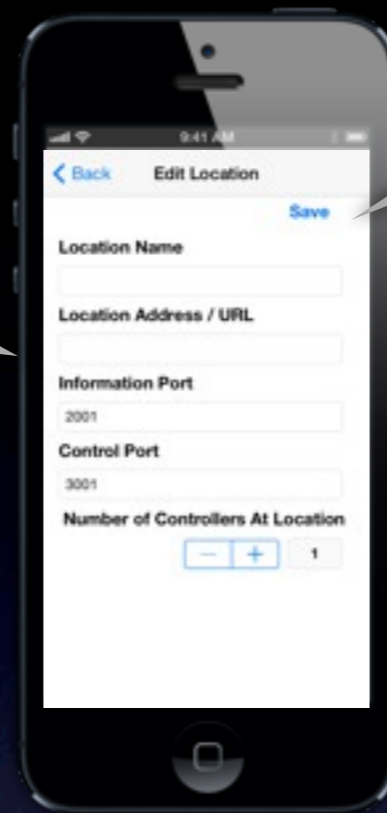 9:41 AM
Back Edit Location
Save
Location Name
Location Address / URL
Information Port
2001
Control Port
3001
Number of Controllers At Location
− + 1